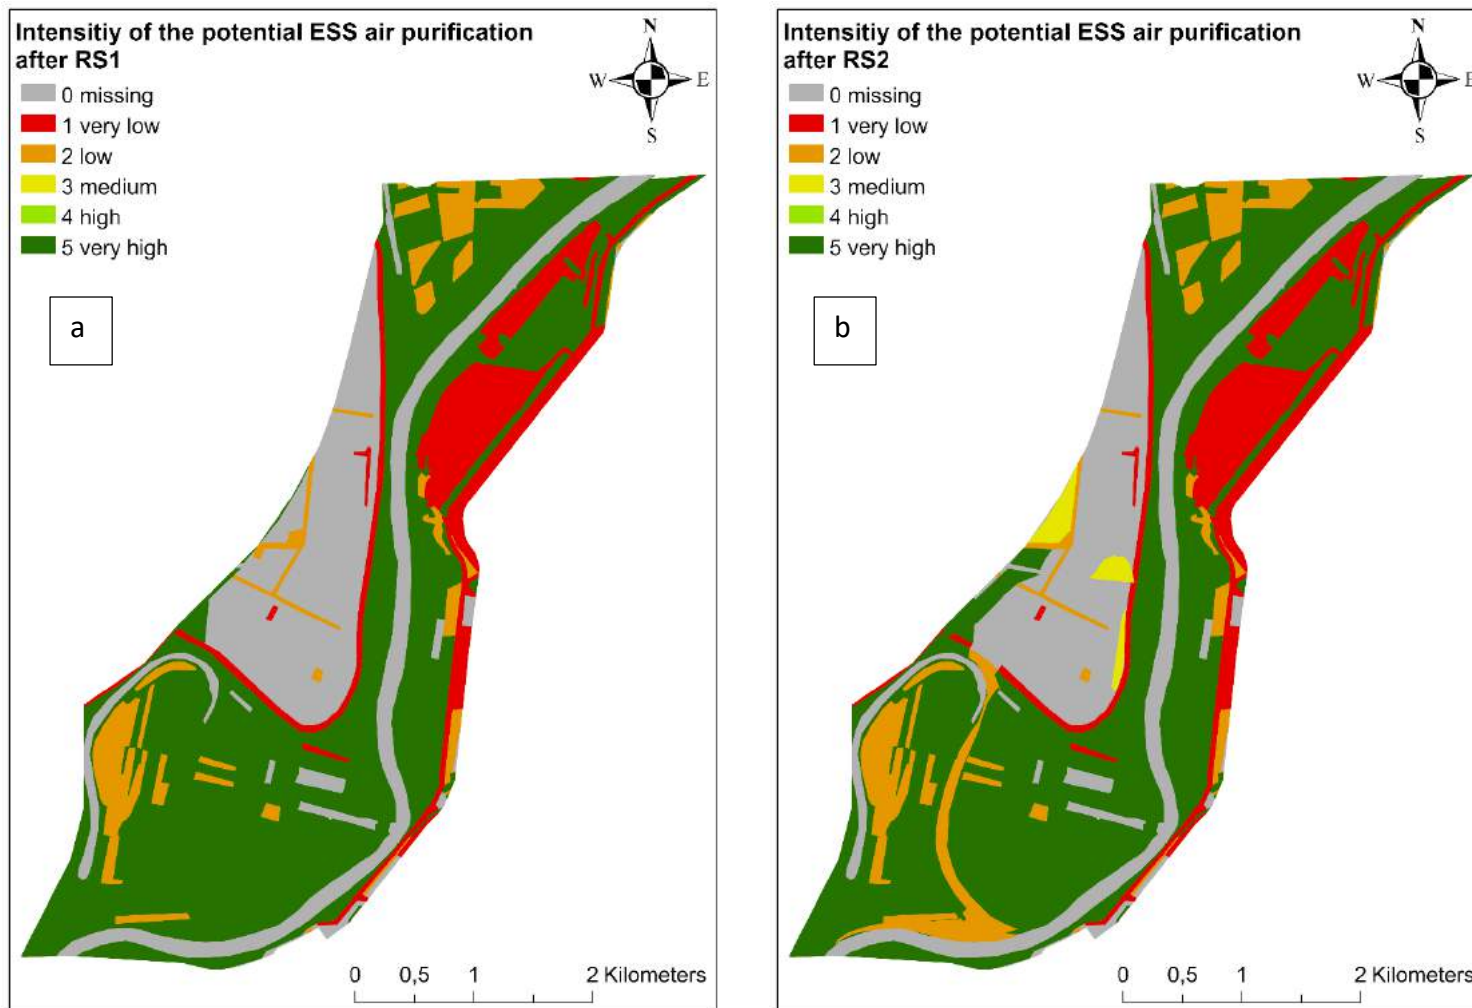 Intensitiy of the potential ESS air purification
after RS1
0 missing
1 very low
2 low
3 medium
4 high
5 very high
N
W
E
S
a
0
0,5
1
2 Kilometers
Intensitiy of the potential ESS air purification
after RS2
0 missing
1 very low
2 low
3 medium
4 high
5 very high
N
W
E
S
b
0
0,5
1
2 Kilometers